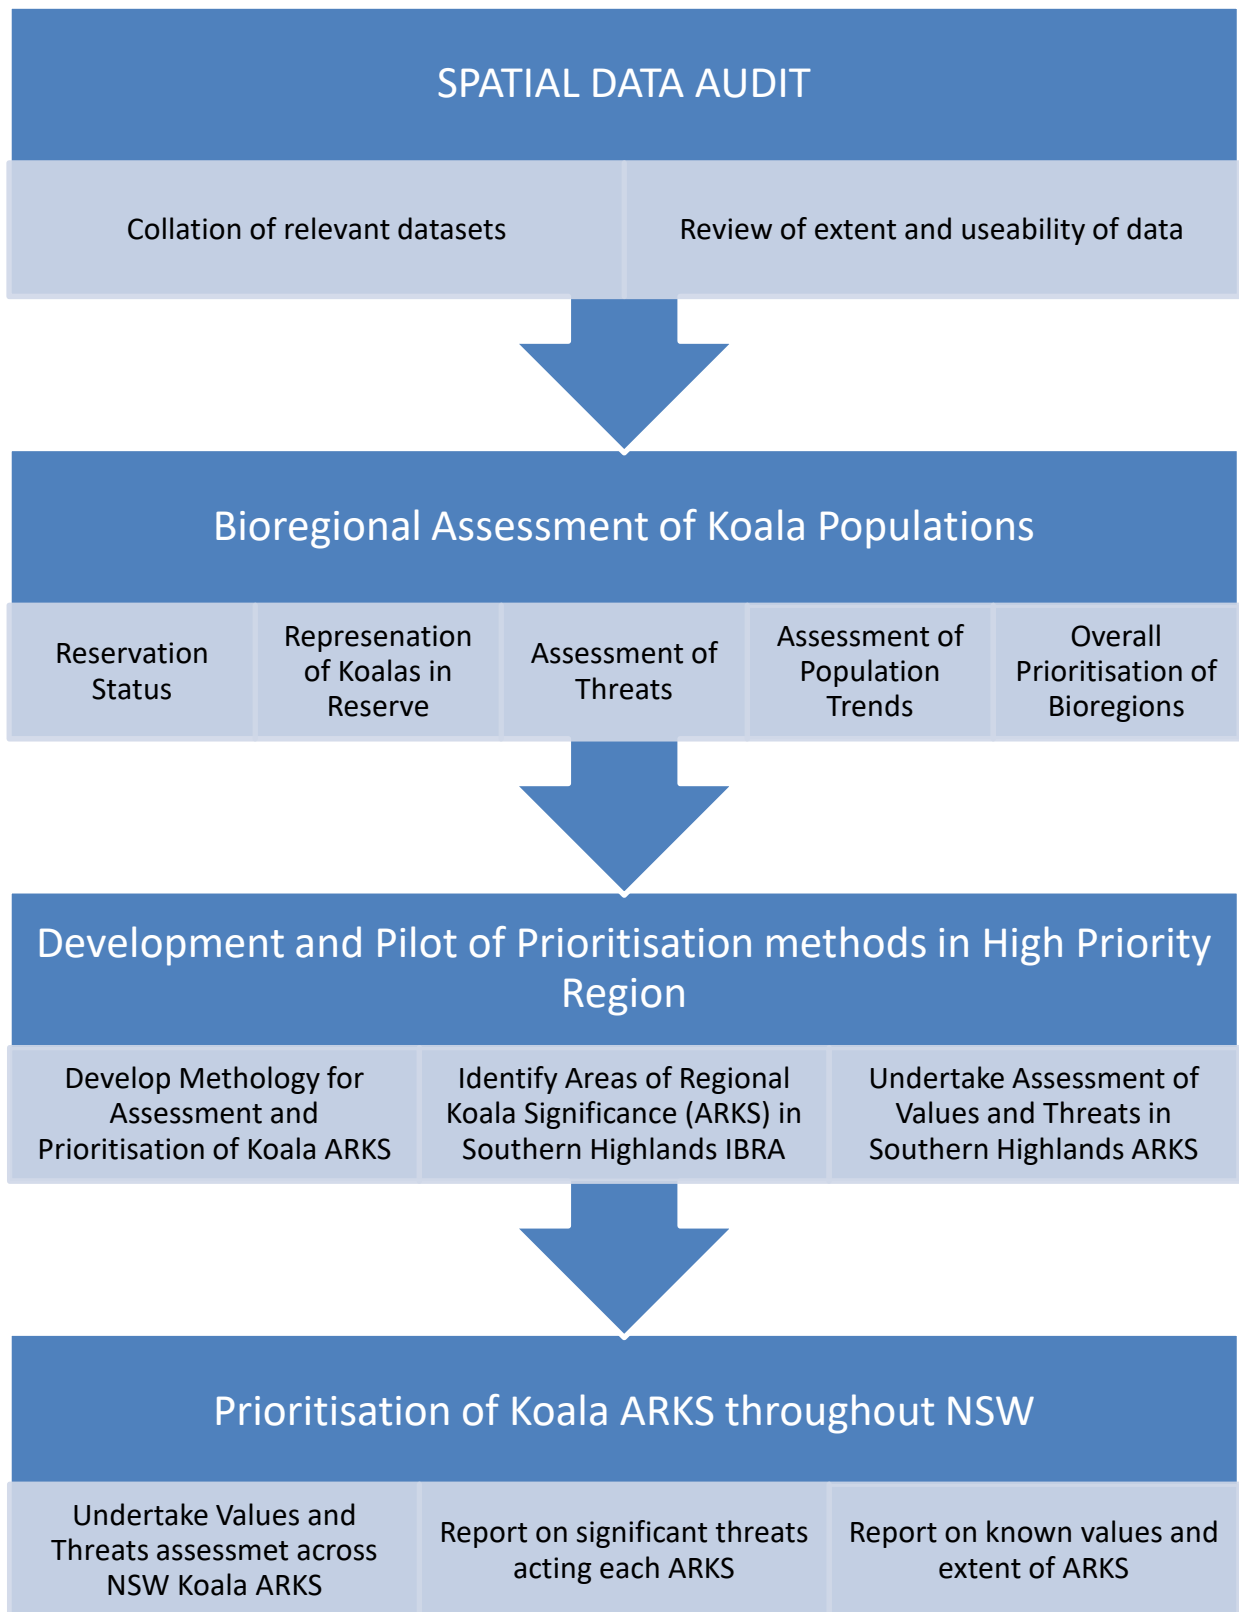 SPATIAL DATA AUDIT
Collation of relevant datasets
Review of extent and useability of data
Bioregional Assessment of Koala Populations
Reservation
Status
Represenation
of Koalas in
Reserve
Assessment of
Threats
Assessment of
Population
Trends
Overall
Prioritisation of
Bioregions
Development and Pilot of Prioritisation methods in High Priority
Region
Develop Methology for
Assessment and
Prioritisation of Koala ARKS
Identify Areas of Regional
Koala Significance (ARKS) in
Southern Highlands IBRA
Undertake Assessment of
Values and Threats in
Southern Highlands ARKS
Prioritisation of Koala ARKS throughout NSW
Undertake Values and
Threats assessmet across
NSW Koala ARKS
Report on significant threats
acting each ARKS
Report on known values and
extent of ARKS